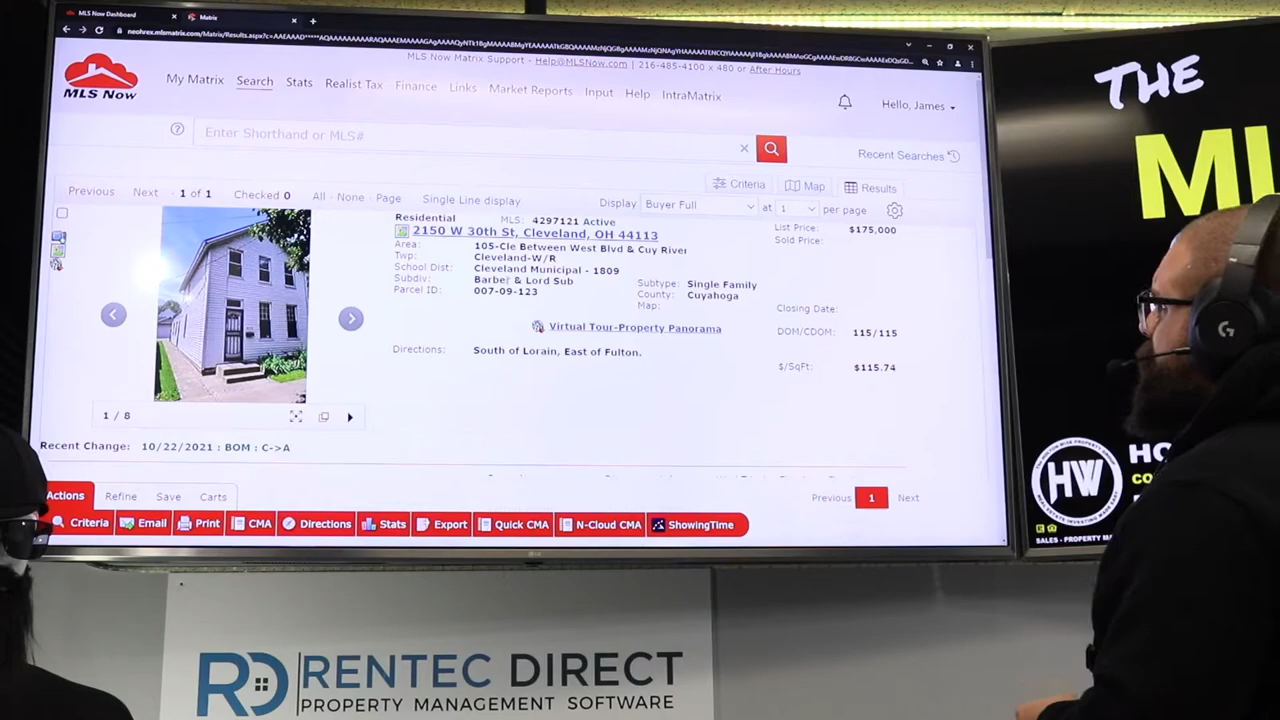 MLS Now Dashboard
Matrix
MLS Now Matrix Support - Help@MLSNow.com | 216-485-4100 x 480 or After Hours
MLS Now
My Matrix Search Stats Realist Tax Finance Links Market Reports Input Help IntraMatrix
Hello, James
Enter Shorthand or MLS#
Recent Searches
Criteria Map Results
Previous Next 1 of 1 Checked 0 All None Page Single Line display Display Buyer Full at 1 per page
Residential MLS: 4297121 Active
2150 W 30th St, Cleveland, OH 44113
List Price: $175,000
Sold Price:
Area: 105-Cle Between West Blvd & Cuy River
Twp: Cleveland-W/R
School Dist: Cleveland Municipal - 1809
Subdiv: Barber & Lord Sub
Parcel ID: 007-09-123
Subtype: Single Family
County: Cuyahoga
Map:
Closing Date:
Virtual Tour-Property Panorama
DOM/CDOM: 115/115
Directions: South of Lorain, East of Fulton.
$/SqFt: $115.74
1 / 8
Recent Change: 10/22/2021 : BOM : C->A
Actions Refine Save Carts
Previous 1 Next
Criteria Email Print CMA Directions Stats Export Quick CMA N-Cloud CMA ShowingTime
THE
HW
SALES - PROPERTY
LG
RD RENTEC DIRECT
PROPERTY MANAGEMENT SOFTWARE